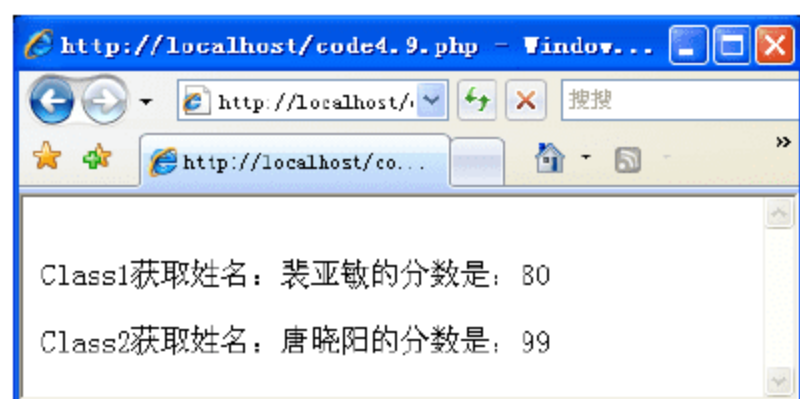 http://localhost/code4.9.php - Window...
http://localhost/
搜搜
http://localhost/co...
»
Class1获取姓名：裴亚敏的分数是：80
Class2获取姓名：唐晓阳的分数是：99